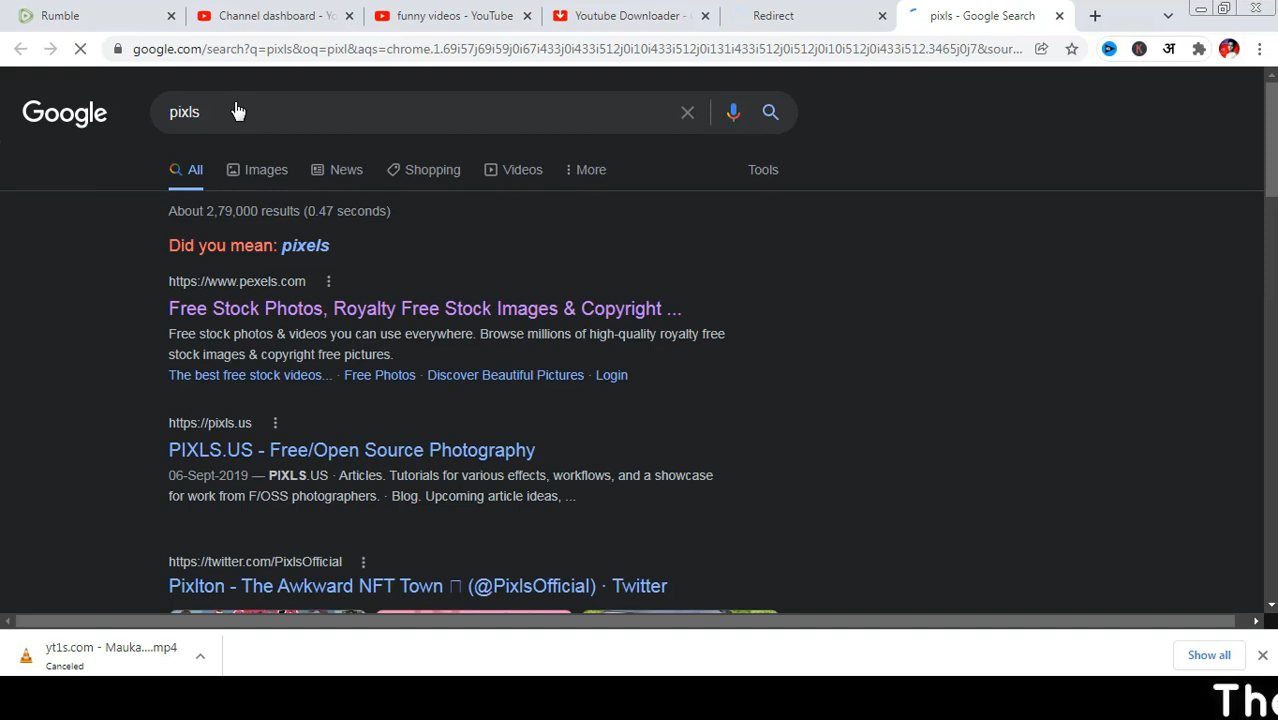 Rumble
Channel dashboard - Yo
funny videos - YouTube
Youtube Downloader - C
Redirect
pixls - Google Search
google.com/search?q=pixls&oq=pixl&aqs=chrome.1.69i57j69i59j0i67i433j0i433i512j0i10i433i512j0i131i433i512j0i512j0i10i512j0i433i512.3465j0j7&sour...
K
अ
Google
pixls
All
Images
News
Shopping
Videos
More
Tools
About 2,79,000 results (0.47 seconds)
Did you mean: pixels
https://www.pexels.com
Free Stock Photos, Royalty Free Stock Images & Copyright ...
Free stock photos & videos you can use everywhere. Browse millions of high-quality royalty free
stock images & copyright free pictures.
The best free stock videos... · Free Photos · Discover Beautiful Pictures · Login
https://pixls.us
PIXLS.US - Free/Open Source Photography
06-Sept-2019 — PIXLS.US · Articles. Tutorials for various effects, workflows, and a showcase
for work from F/OSS photographers. · Blog. Upcoming article ideas, ...
https://twitter.com/PixlsOfficial
Pixlton - The Awkward NFT Town (@PixlsOfficial) · Twitter
yt1s.com - Mauka....mp4
Canceled
Show all
Th